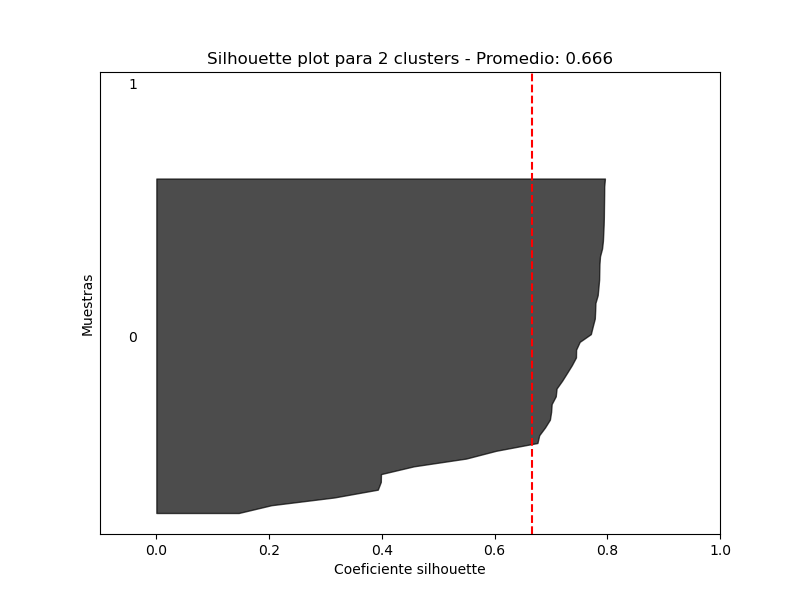 Silhouette plot para 2 clusters - Promedio: 0.666
1
0
Muestras
0.0 0.2 0.4 0.6 0.8 1.0
Coeficiente silhouette